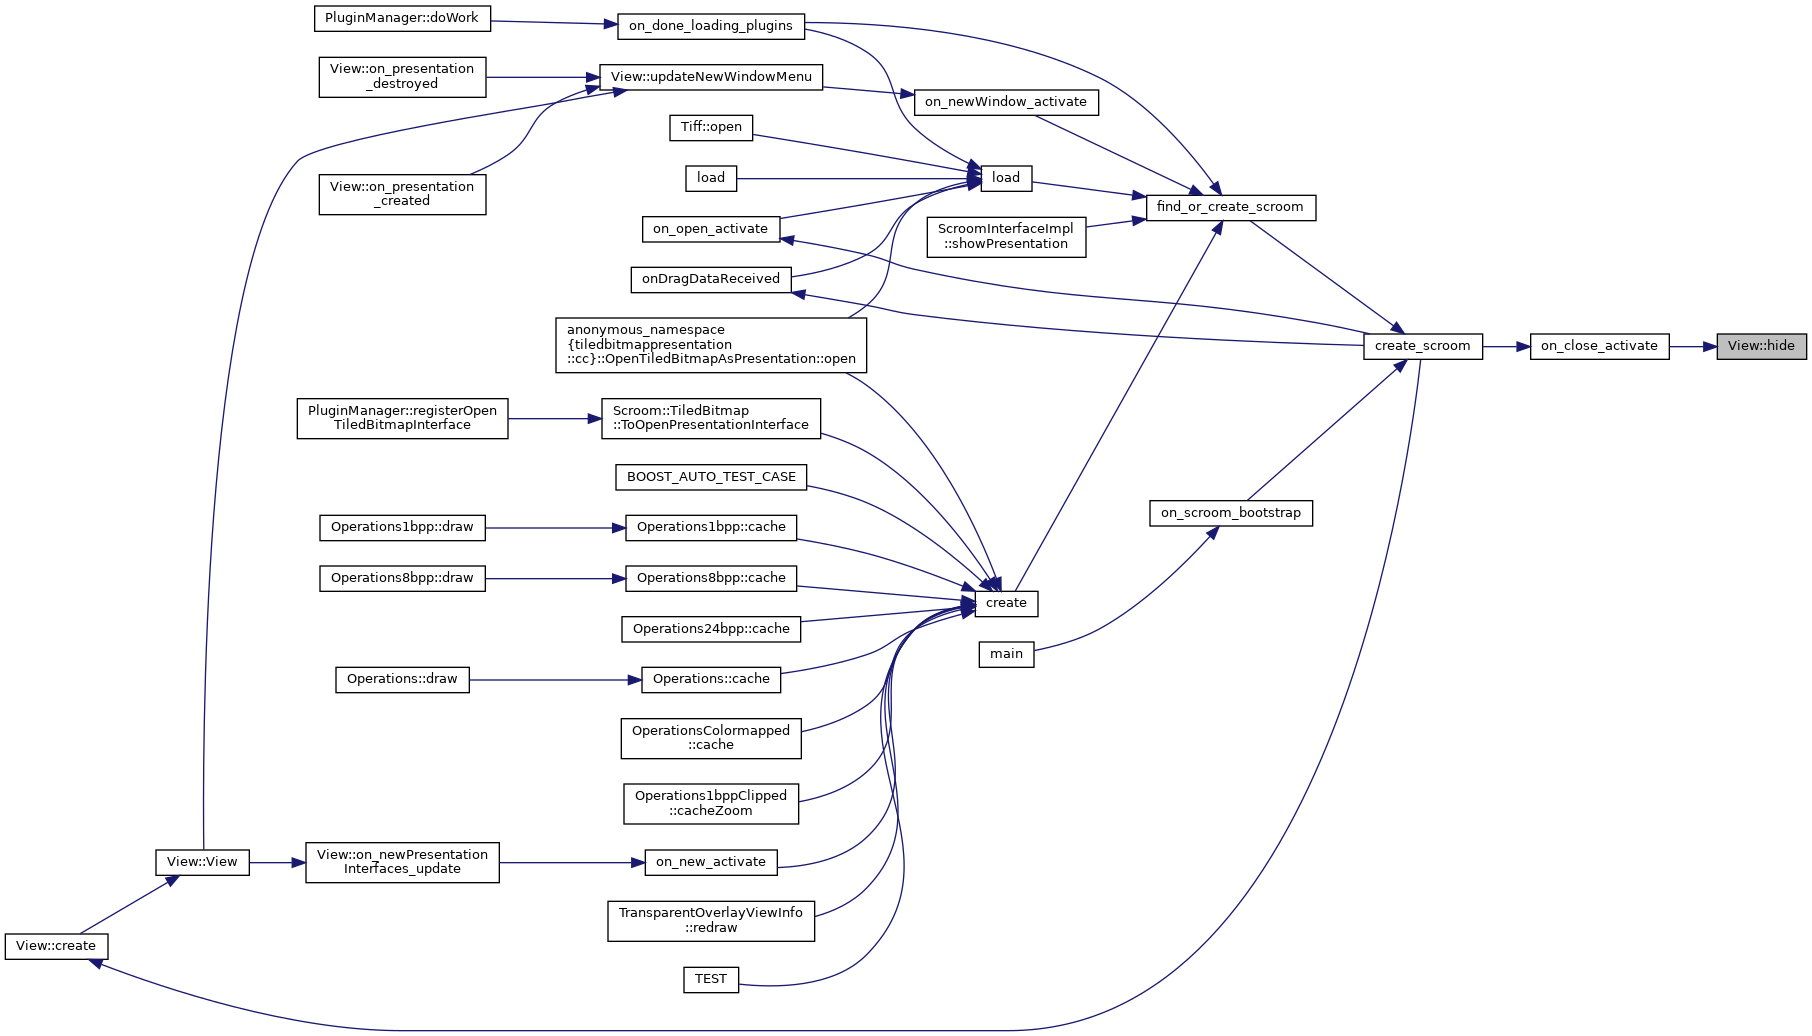 PluginManager::doWork
on_done_loading_plugins
View::on_presentation
_destroyed
View::updateNewWindowMenu
on_newWindow_activate
Tiff::open
load
load
View::on_presentation
_created
find_or_create_scroom
on_open_activate
ScroomInterfaceImpl
::showPresentation
onDragDataReceived
anonymous_namespace
{tiledbitmappresentation
::cc}::OpenTiledBitmapAsPresentation::open
create_scroom
on_close_activate
View::hide
PluginManager::registerOpen
TiledBitmapInterface
Scroom::TiledBitmap
::ToOpenPresentationInterface
BOOST_AUTO_TEST_CASE
on_scroom_bootstrap
Operations1bpp::draw
Operations1bpp::cache
Operations8bpp::draw
Operations8bpp::cache
create
Operations24bpp::cache
main
Operations::draw
Operations::cache
OperationsColormapped
::cache
Operations1bppClipped
::cacheZoom
View::View
View::on_newPresentation
Interfaces_update
on_new_activate
TransparentOverlayViewInfo
::redraw
View::create
TEST